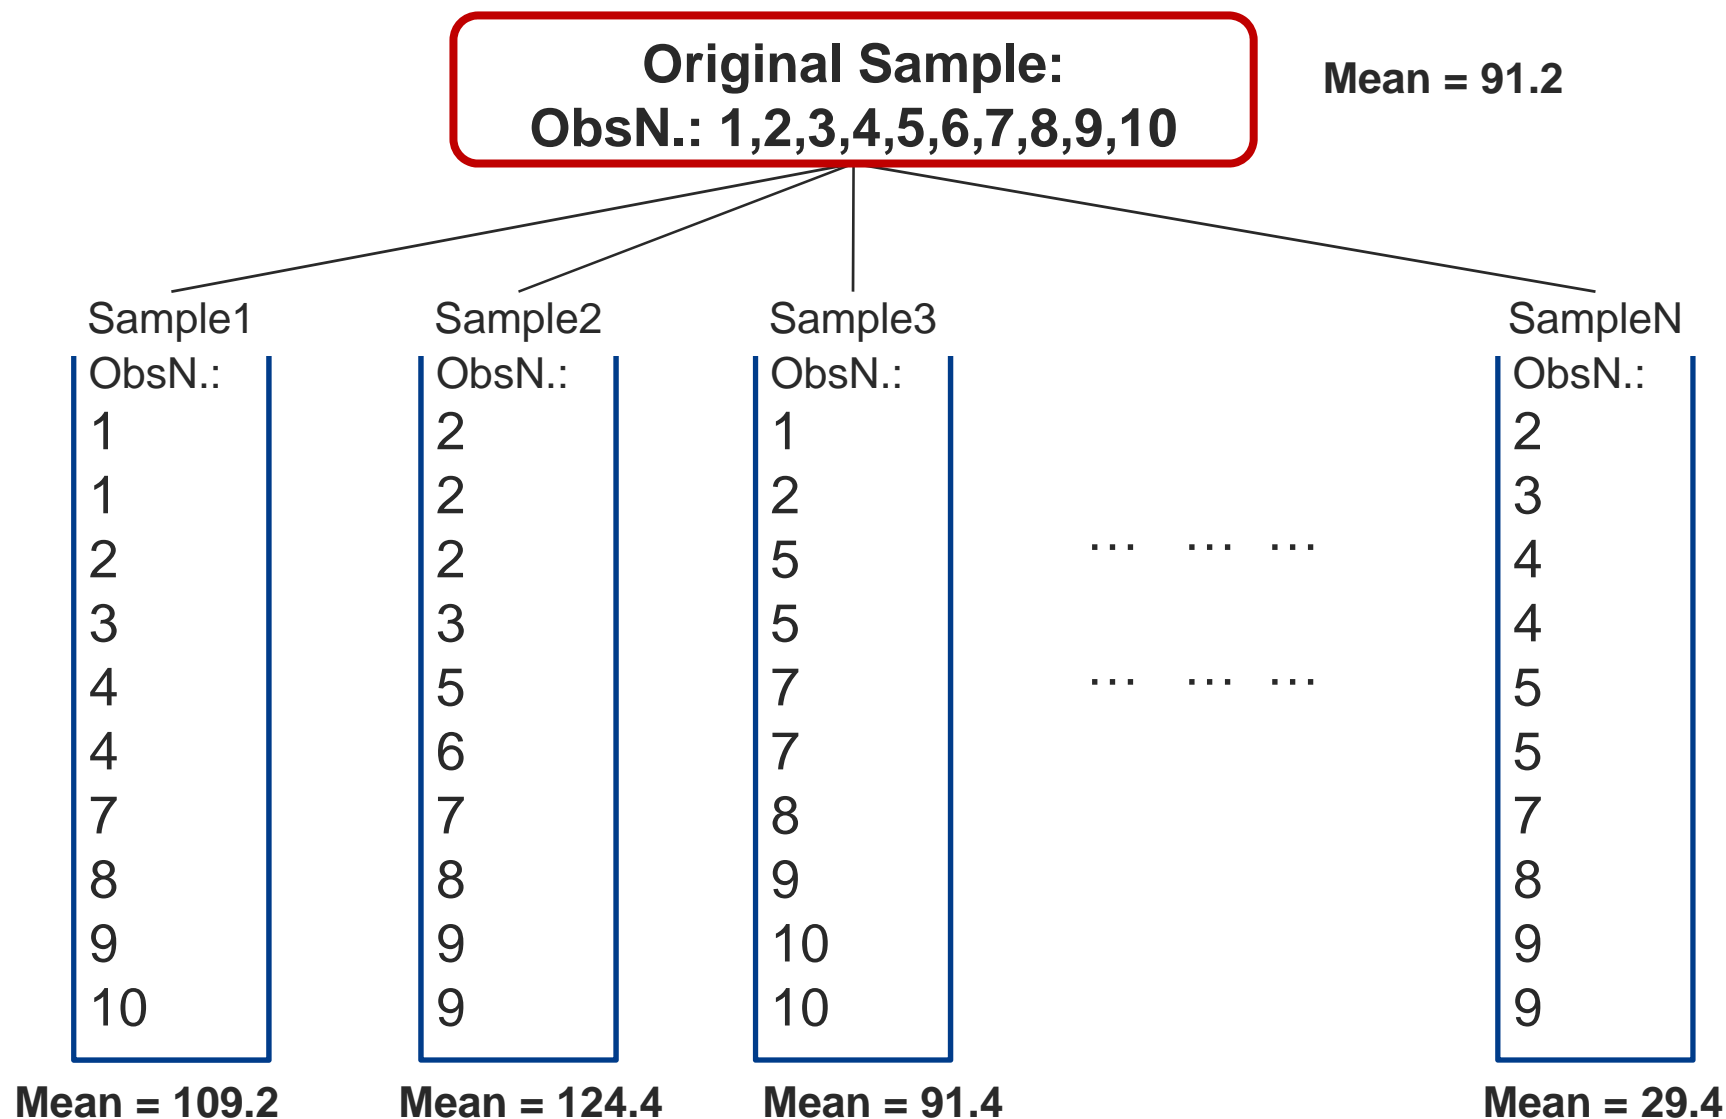 Original Sample:
ObsN.: 1,2,3,4,5,6,7,8,9,10
Mean = 91.2
Sample1
ObsN.:
1
1
2
3
4
4
7
8
9
10
Mean = 109.2
Sample2
ObsN.:
2
2
2
3
5
6
7
8
9
9
Mean = 124.4
Sample3
ObsN.:
1
2
5
5
7
7
8
9
10
10
Mean = 91.4
… … …
… … …
SampleN
ObsN.:
2
3
4
4
5
5
7
8
9
9
Mean = 29.4